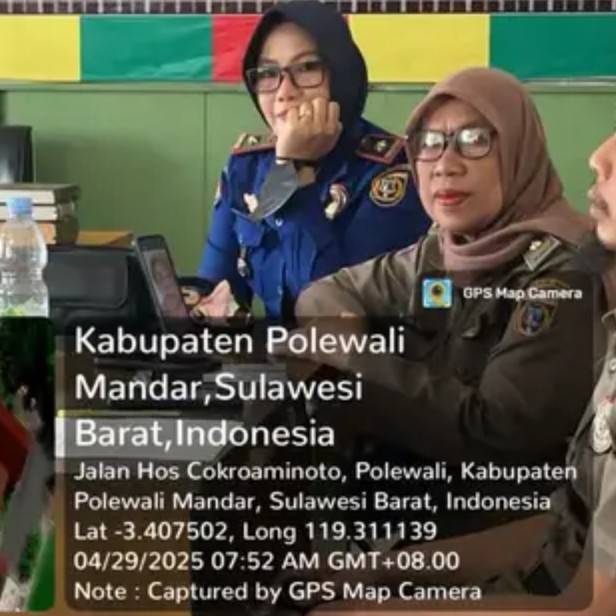 GPS Map Camera
Kabupaten Polewali
Mandar,Sulawesi
Barat,Indonesia
Jalan Hos Cokroaminoto, Polewali, Kabupaten
Polewali Mandar, Sulawesi Barat, Indonesia
Lat -3.407502, Long 119.311139
04/29/2025 07:52 AM GMT+08.00
Note : Captured by GPS Map Camera